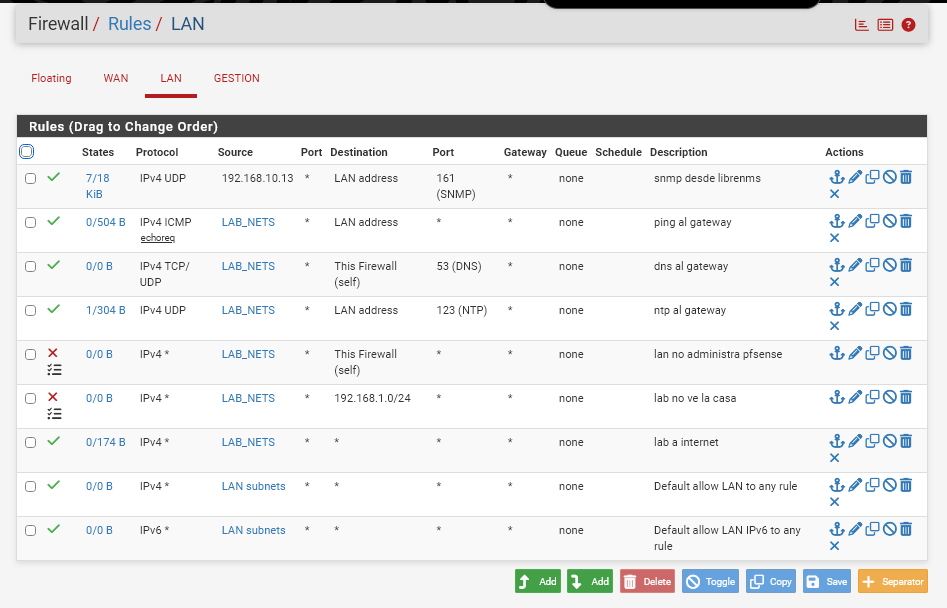 Firewall / Rules / LAN
Floating WAN LAN GESTION
Rules (Drag to Change Order)
States Protocol Source Port Destination Port Gateway Queue Schedule Description Actions
7/18 IPv4 UDP 192.168.10.13 * LAN address 161 * none snmp desde librenms
KiB (SNMP)
0/504 B IPv4 ICMP LAB_NETS * LAN address * * none ping al gateway
echoreq
0/0 B IPv4 TCP/ LAB_NETS * This Firewall 53 (DNS) * none dns al gateway
UDP (self)
1/304 B IPv4 UDP LAB_NETS * LAN address 123 (NTP) * none ntp al gateway
0/0 B IPv4 * LAB_NETS * This Firewall * * none lan no administra pfsense
(self)
0/0 B IPv4 * LAB_NETS * 192.168.1.0/24 * * none lab no ve la casa
0/174 B IPv4 * LAB_NETS * * * * none lab a internet
0/0 B IPv4 * LAN subnets * * * * none Default allow LAN to any rule
0/0 B IPv6 * LAN subnets * * * * none Default allow LAN IPv6 to any
rule
Add Add Delete Toggle Copy Save Separator